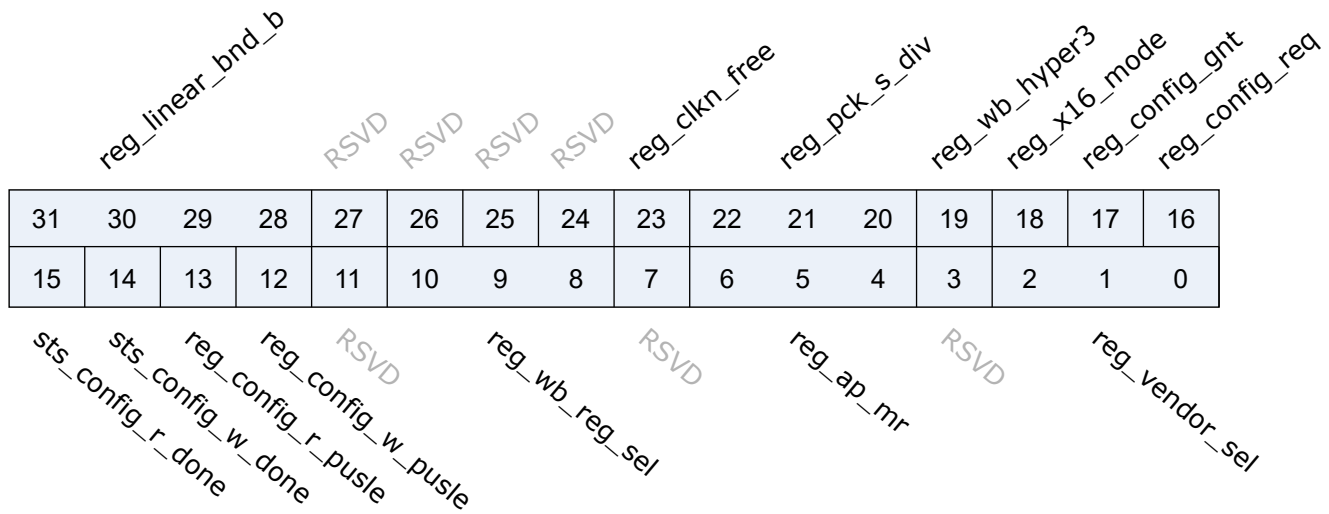 reg_linear_bnd_b
RSVD
RSVD
RSVD
RSVD
reg_clkn_free
reg_pck_s_div
reg_wb_hyper3
reg_x16_mode
reg_config_gnt
reg_config_req
31 30 29 28 27 26 25 24 23 22 21 20 19 18 17 16
15 14 13 12 11 10 9 8 7 6 5 4 3 2 1 0
sts_config_r_done
sts_config_w_done
reg_config_r_pusle
reg_config_w_pusle
RSVD
reg_wb_reg_sel
RSVD
reg_ap_mr
RSVD
reg_vendor_sel